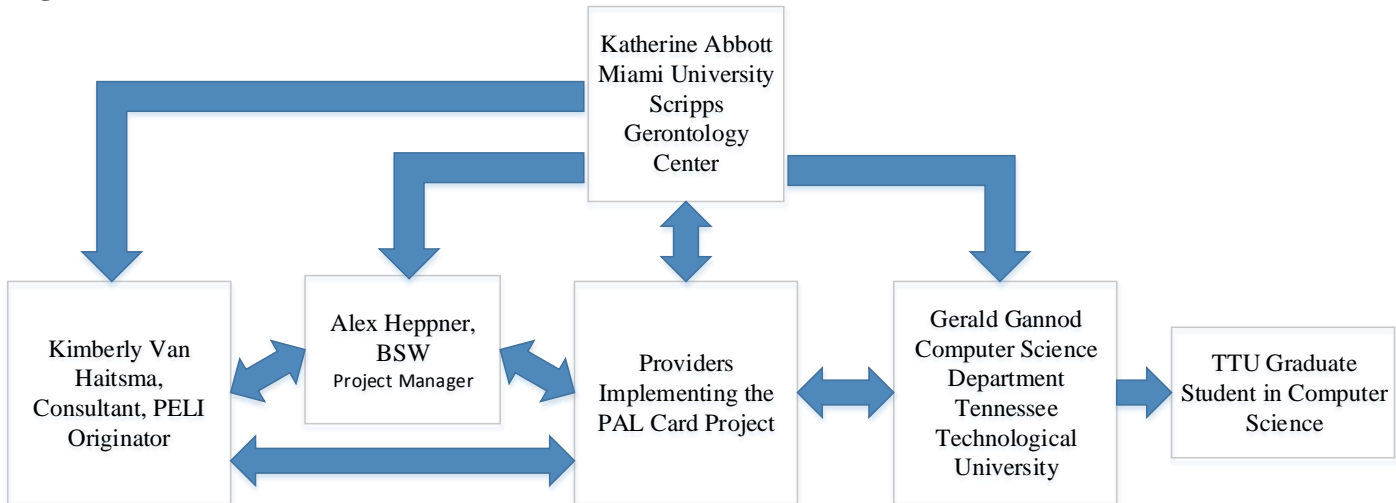 Katherine Abbott
Miami University
Scripps
Gerontology
Center
Kimberly Van
Haitsma,
Consultant, PELI
Originator
Alex Heppner,
BSW
Project Manager
Providers
Implementing the
PAL Card Project
Gerald Gannod
Computer Science
Department
Tennessee
Technological
University
TTU Graduate
Student in Computer
Science